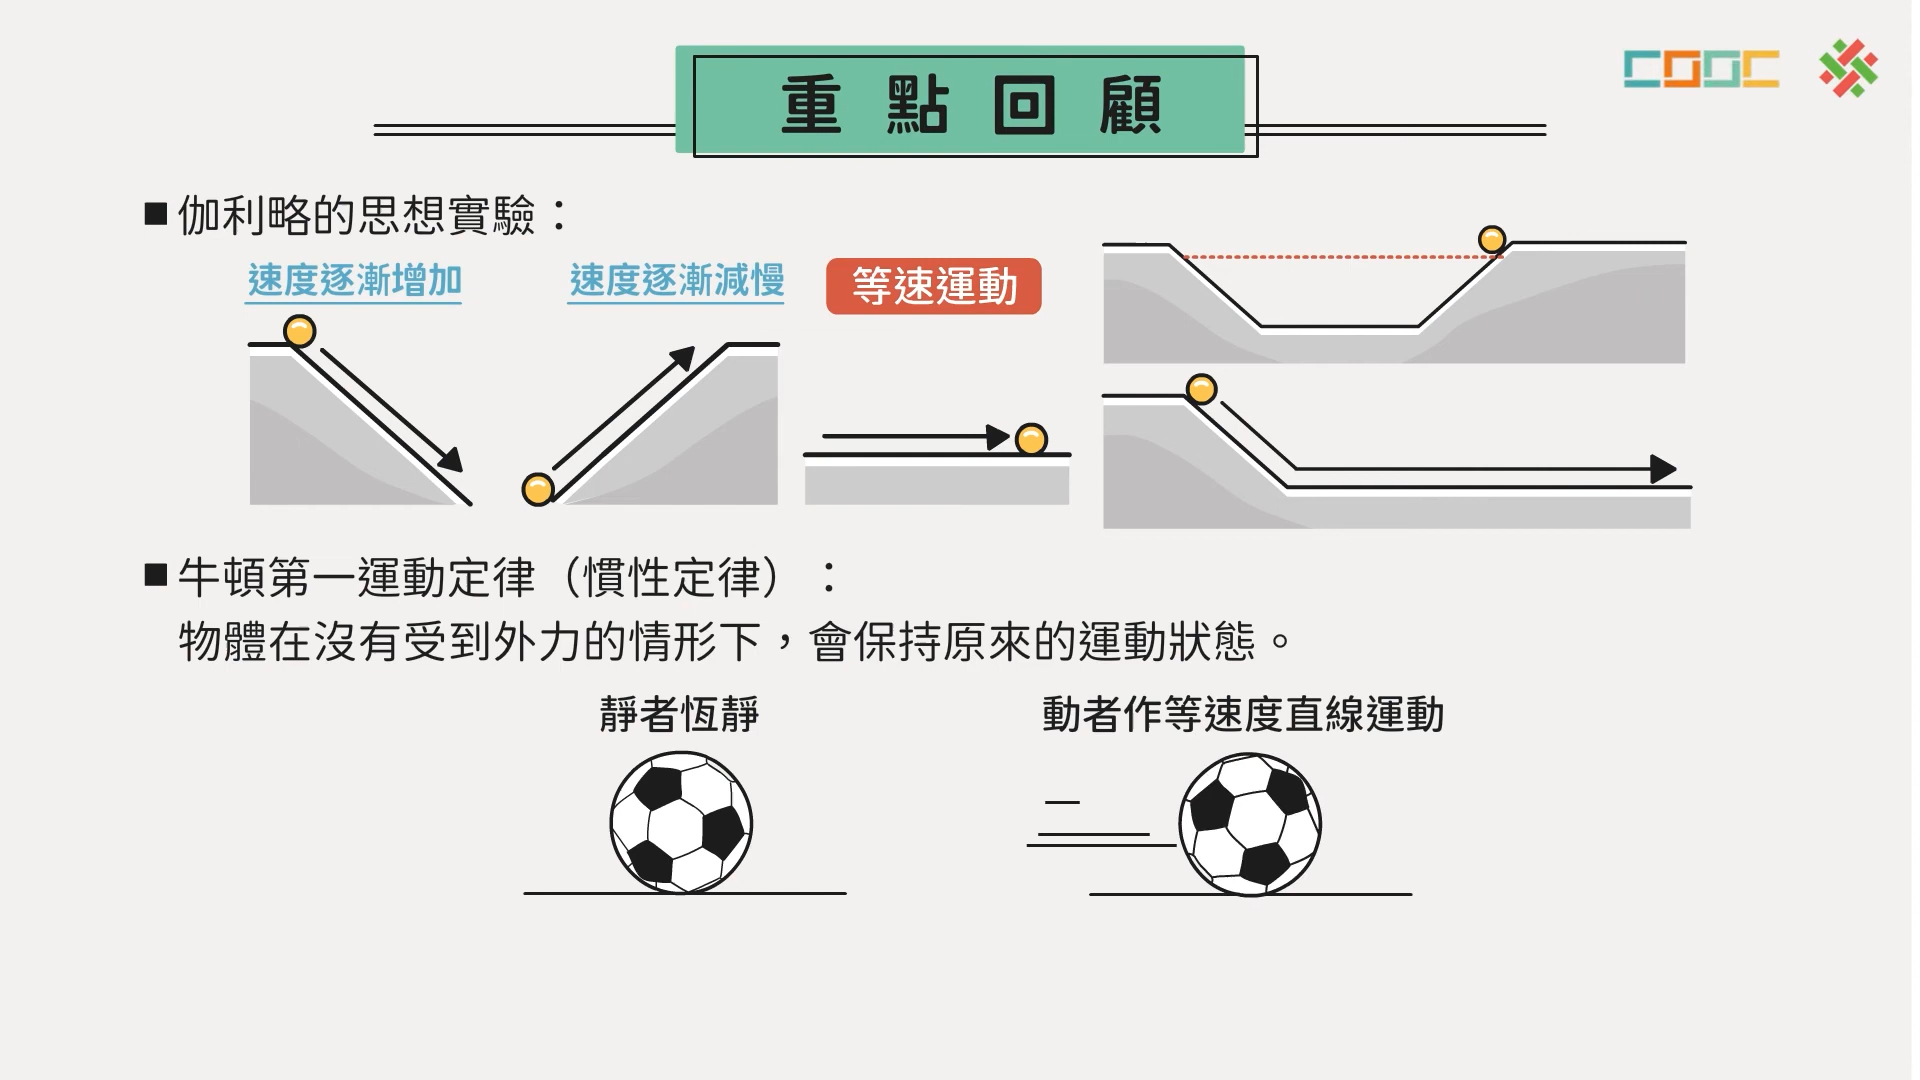 重點回顧
COOC
■伽利略的思想實驗：
速度逐漸增加
速度逐漸減慢
等速運動
■牛頓第一運動定律（慣性定律）：
物體在沒有受到外力的情形下，會保持原來的運動狀態。
靜者恆靜
動者作等速度直線運動